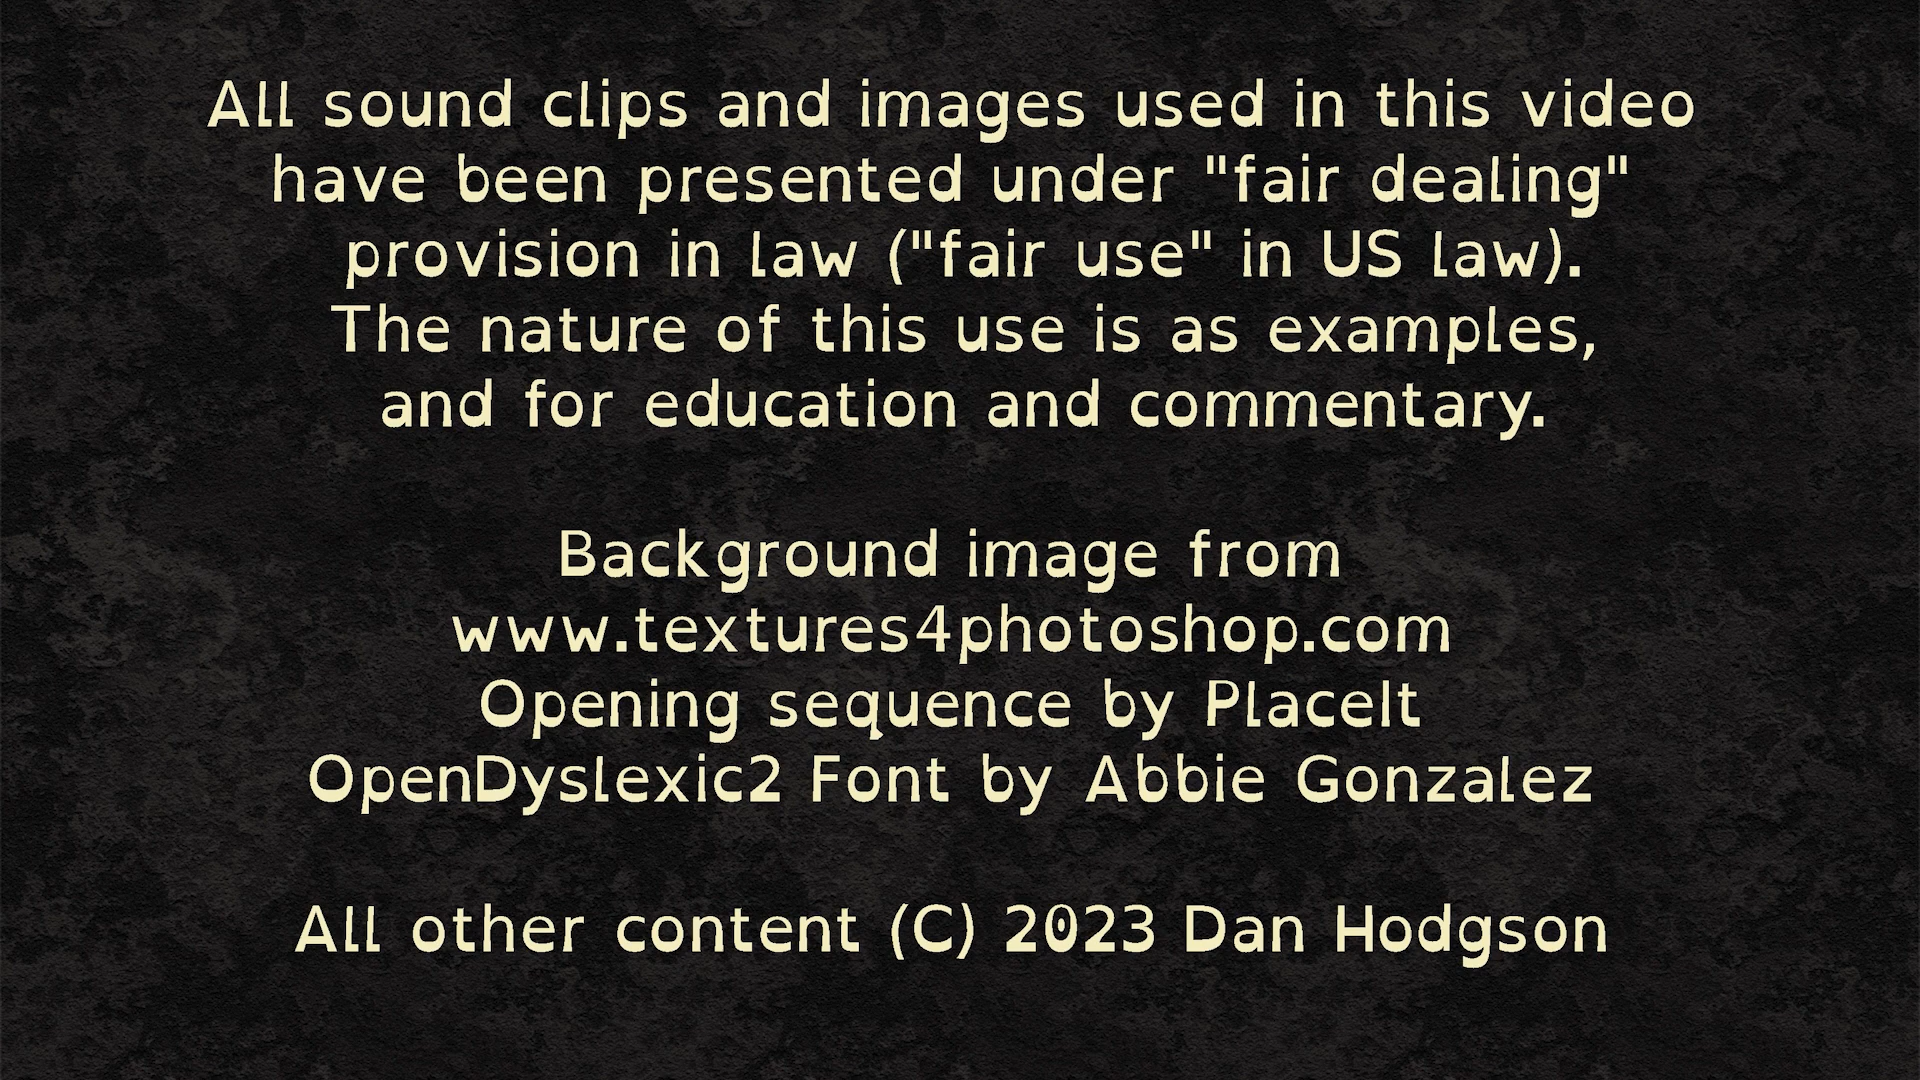 All sound clips and images used in this video
have been presented under "fair dealing"
provision in law ("fair use" in US law).
The nature of this use is as examples,
and for education and commentary.
Background image from
www.textures4photoshop.com
Opening sequence by PlaceIt
OpenDyslexic2 Font by Abbie Gonzalez
All other content (C) 2023 Dan Hodgson